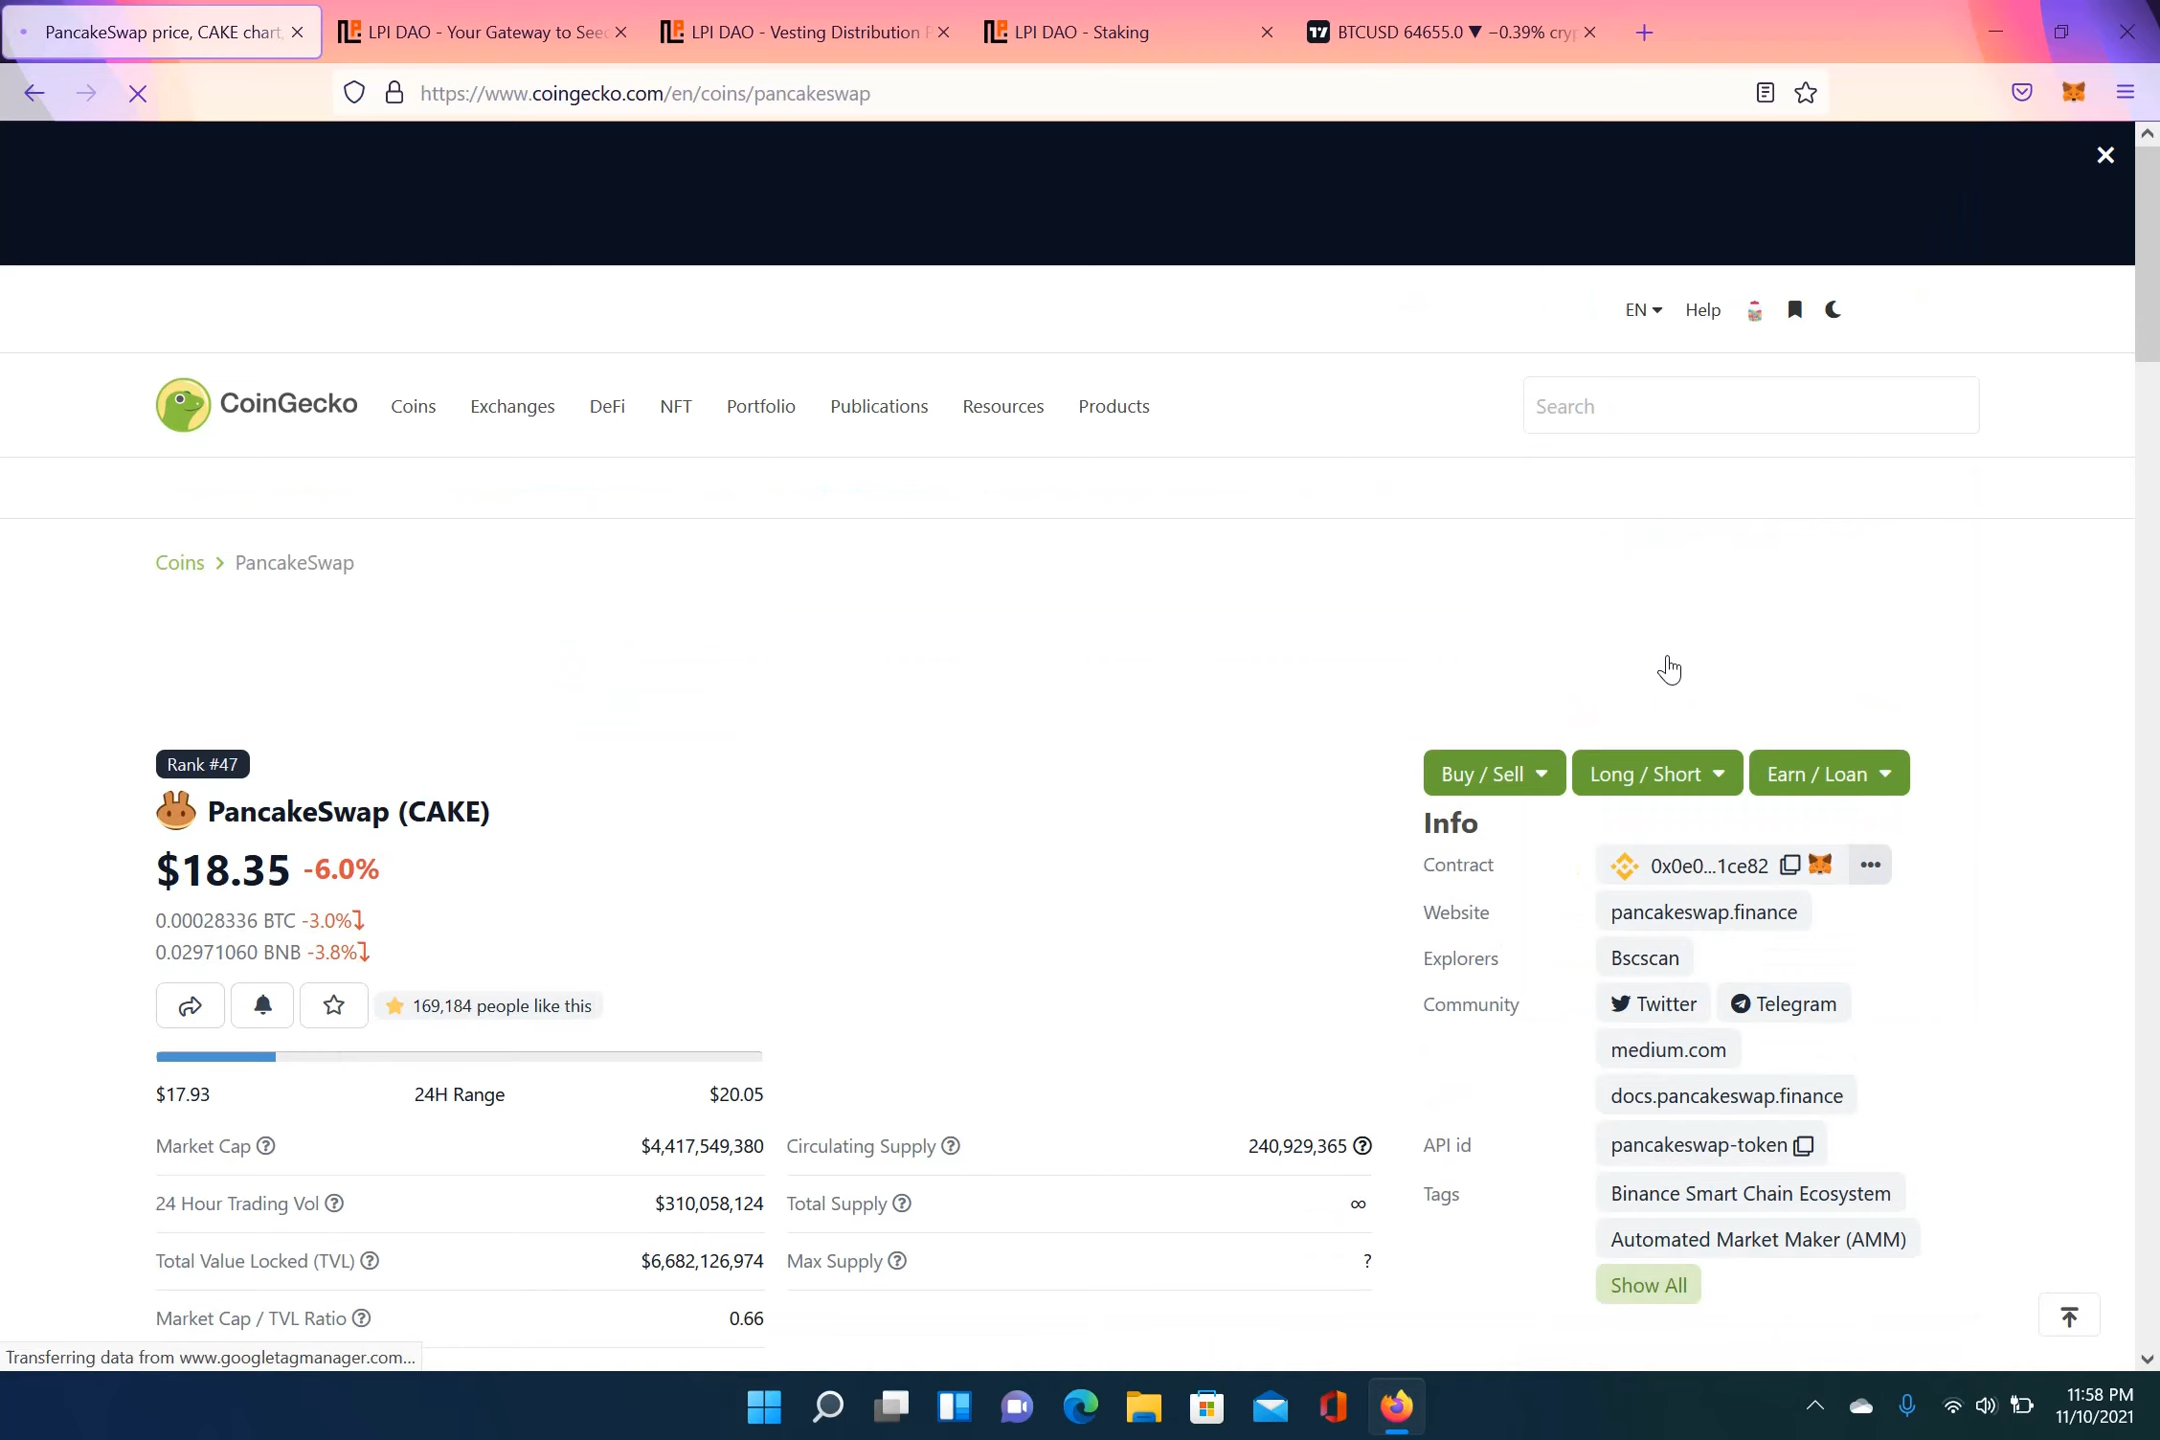 PancakeSwap price, CAKE chart,
LPI DAO - Your Gateway to Seed
LPI DAO - Vesting Distribution P
LPI DAO - Staking
BTCUSD 64655.0 ▼ −0.39% cryp
https://www.coingecko.com/en/coins/pancakeswap
EN
Help
CoinGecko
Coins
Exchanges
DeFi
NFT
Portfolio
Publications
Resources
Products
Search
Coins > PancakeSwap
Rank #47
PancakeSwap (CAKE)
$18.35 -6.0%
0.00028336 BTC -3.0%
0.02971060 BNB -3.8%
169,184 people like this
$17.93 24H Range $20.05
Market Cap $4,417,549,380
24 Hour Trading Vol $310,058,124
Total Value Locked (TVL) $6,682,126,974
Market Cap / TVL Ratio 0.66
Circulating Supply 240,929,365
Total Supply ∞
Max Supply ?
Buy / Sell
Long / Short
Earn / Loan
Info
Contract 0x0e0...1ce82
Website pancakeswap.finance
Explorers Bscscan
Community Twitter Telegram
medium.com
docs.pancakeswap.finance
API id pancakeswap-token
Tags Binance Smart Chain Ecosystem
Automated Market Maker (AMM)
Show All
Transferring data from www.googletagmanager.com...
11:58 PM
11/10/2021